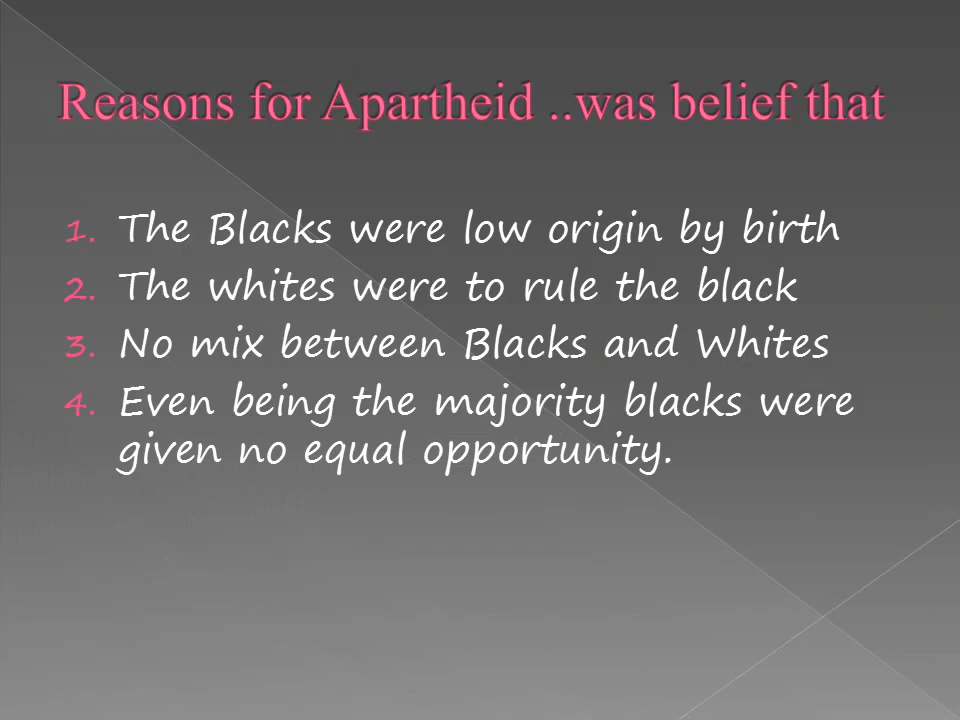 Reasons for Apartheid ..was belief that
1. The Blacks were low origin by birth
2. The whites were to rule the black
3. No mix between Blacks and Whites
4. Even being the majority blacks were
given no equal opportunity.